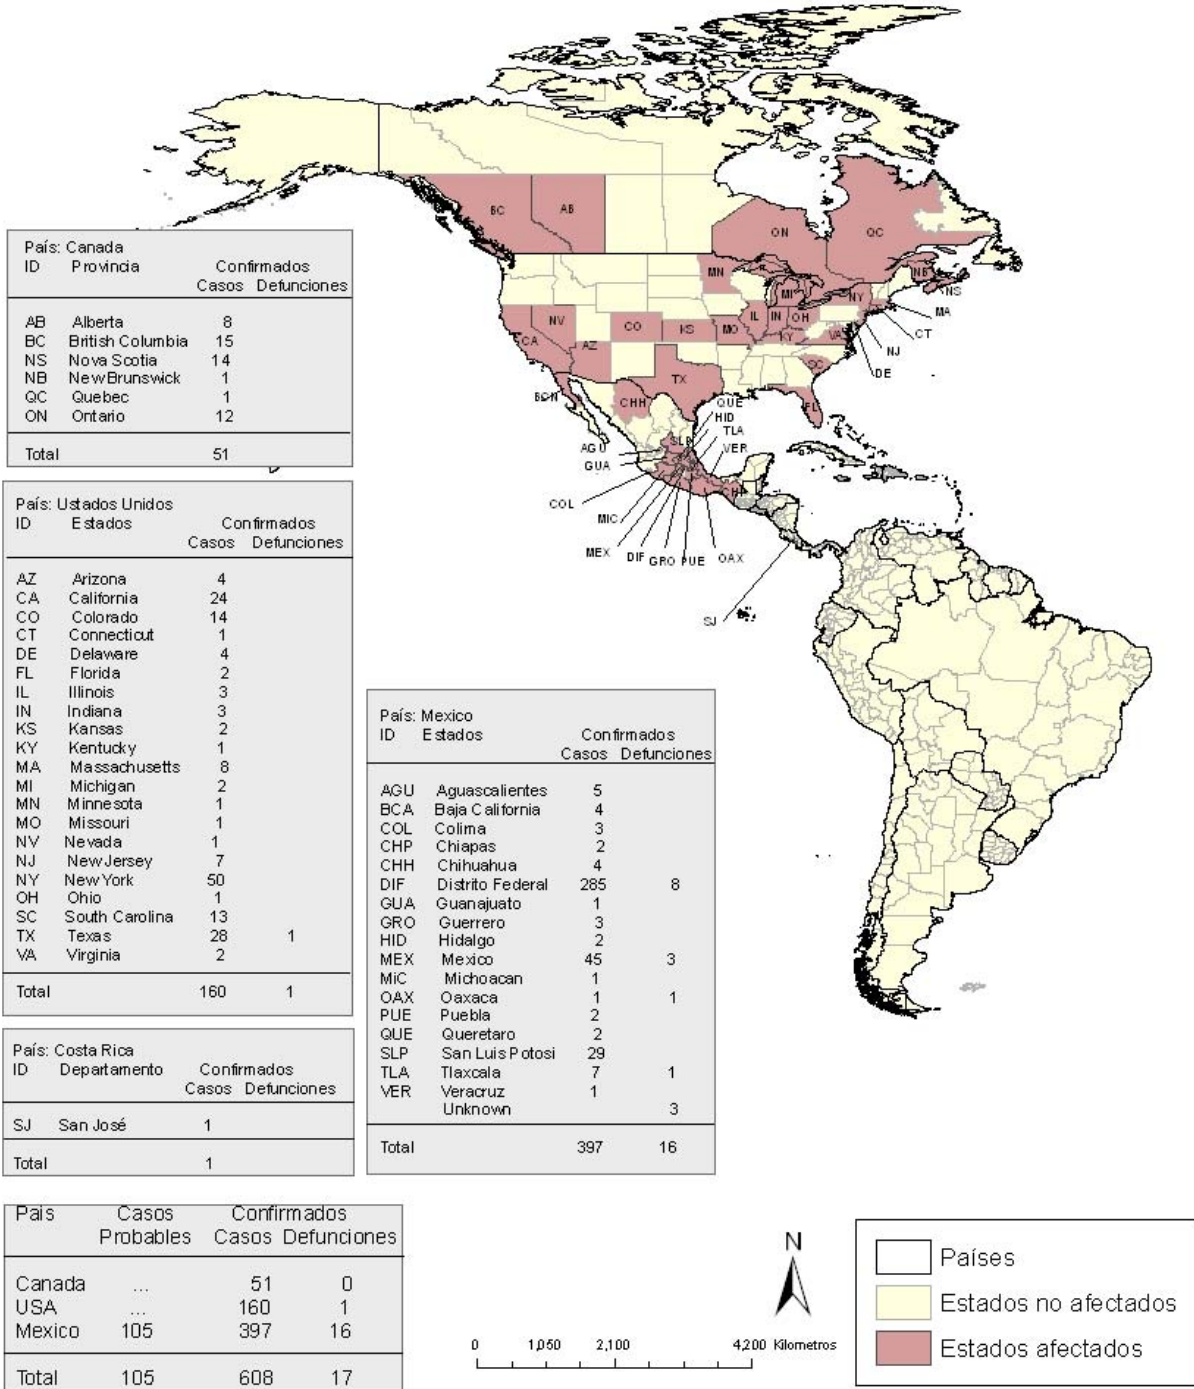 BC
AB
ON
QC
MN
MI
NB
NS
NY
MA
CT
NV
CO
KS
MO
IL
IN
OH
KY
VA
NJ
DE
CA
AZ
TX
SC
FL
BCN
CHH
QUE
HID
TLA
VER
SLP
AGU
GUA
COL
MIC
MEX
DIF
GRO
PUE
OAX
SJ
País: Canada
ID Provincia Confirmados
Casos Defunciones
AB Alberta 8
BC British Columbia 15
NS Nova Scotia 14
NB New Brunswick 1
QC Quebec 1
ON Ontario 12
Total 51
País: Ustados Unidos
ID Estados Confirmados
Casos Defunciones
AZ Arizona 4
CA California 24
CO Colorado 14
CT Connecticut 1
DE Delaware 4
FL Florida 2
IL Illinois 3
IN Indiana 3
KS Kansas 2
KY Kentucky 1
MA Massachusetts 8
MI Michigan 2
MN Minnesota 1
MO Missouri 1
NV Nevada 1
NJ New Jersey 7
NY New York 50
OH Ohio 1
SC South Carolina 13
TX Texas 28 1
VA Virginia 2
Total 160 1
País: Costa Rica
ID Departamento Confirmados
Casos Defunciones
SJ San José 1
Total 1
País: Mexico
ID Estados Confirmados
Casos Defunciones
AGU Aguascalientes 5
BCA Baja California 4
COL Colima 3
CHP Chiapas 2
CHH Chihuahua 4
DIF Distrito Federal 285 8
GUA Guanajuato 1
GRO Guerrero 3
HID Hidalgo 2
MEX Mexico 45 3
MiC Michoacan 1
OAX Oaxaca 1 1
PUE Puebla 2
QUE Queretaro 2
SLP San Luis Potosi 29
TLA Tlaxcala 7 1
VER Veracruz 1
Unknown 3
Total 397 16
País Casos Confirmados
Probables Casos Defunciones
Canada ... 51 0
USA ... 160 1
Mexico 105 397 16
Total 105 608 17
N
0 1,050 2,100 4,200 Kilometros
Países
Estados no afectados
Estados afectados